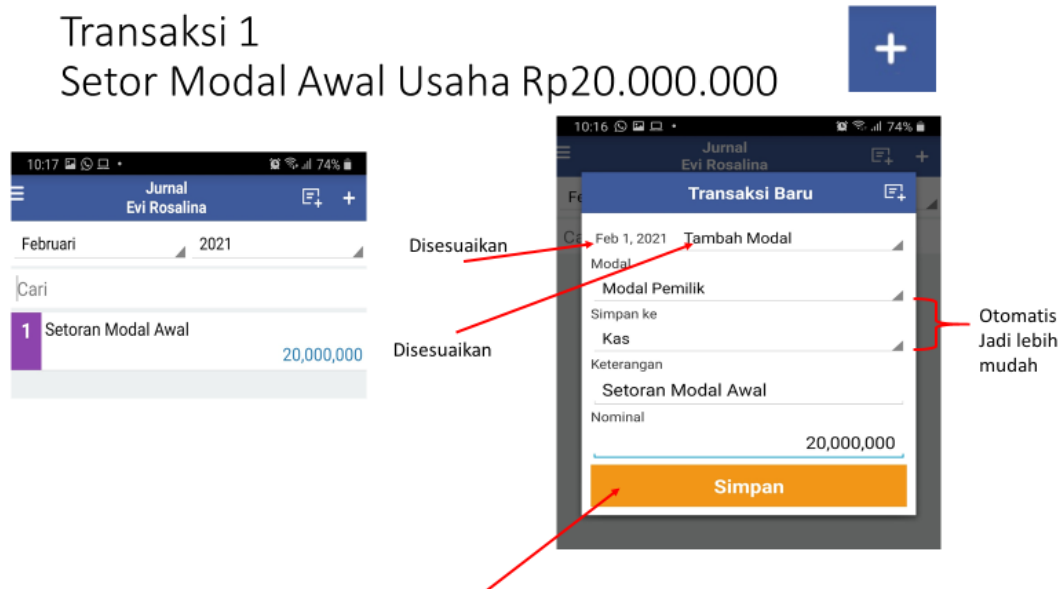 Transaksi 1
Setor Modal Awal Usaha Rp20.000.000
10:17
74%
Jurnal
Evi Rosalina
Februari 2021
Cari
1 Setoran Modal Awal
20,000,000
Disesuaikan
Disesuaikan
10:16
74%
Jurnal
Evi Rosalina
Fe
Transaksi Baru
Ca
Feb 1, 2021 Tambah Modal
Modal
Modal Pemilik
Simpan ke
Kas
Keterangan
Setoran Modal Awal
Nominal
20,000,000
Simpan
Otomatis
Jadi lebih
mudah